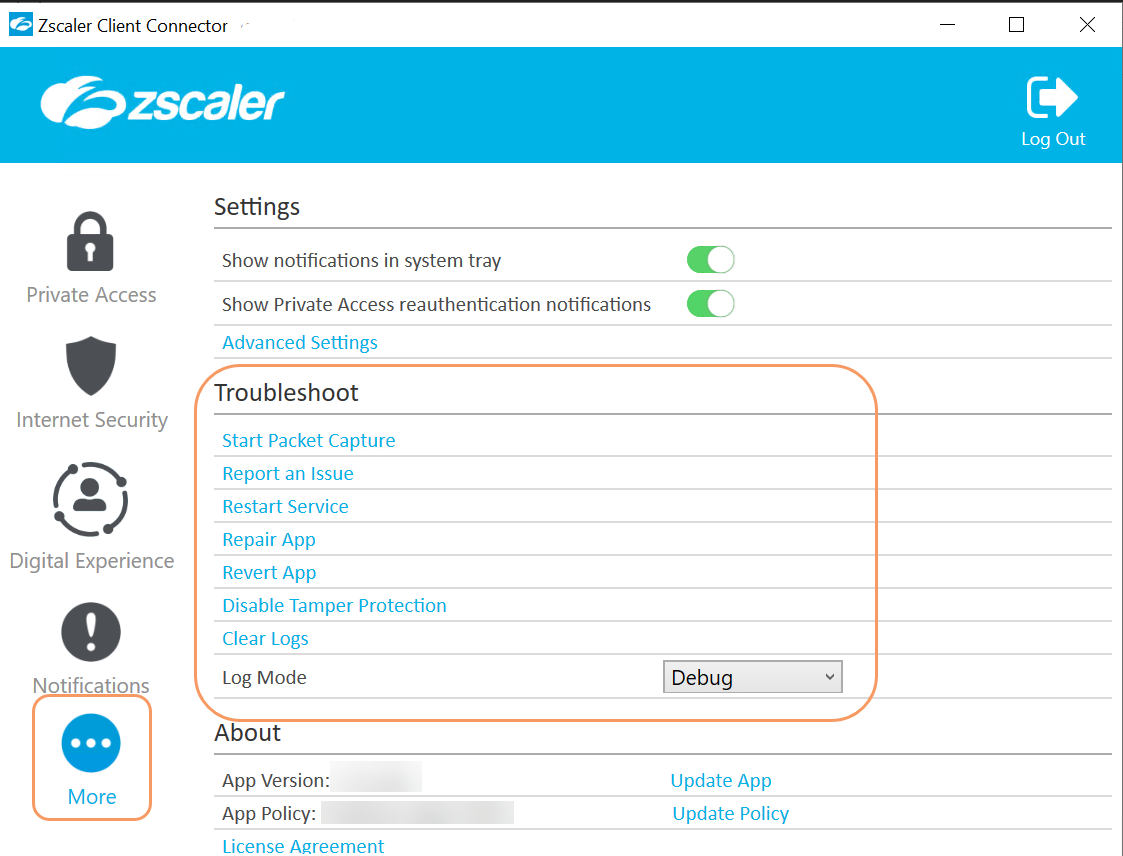 Zscaler Client Connector
zscaler
Log Out
Private Access
Internet Security
Digital Experience
Notifications
More
Settings
Show notifications in system tray
Show Private Access reauthentication notifications
Advanced Settings
Troubleshoot
Start Packet Capture
Report an Issue
Restart Service
Repair App
Revert App
Disable Tamper Protection
Clear Logs
Log Mode Debug
About
App Version: Update App
App Policy: Update Policy
License Agreement